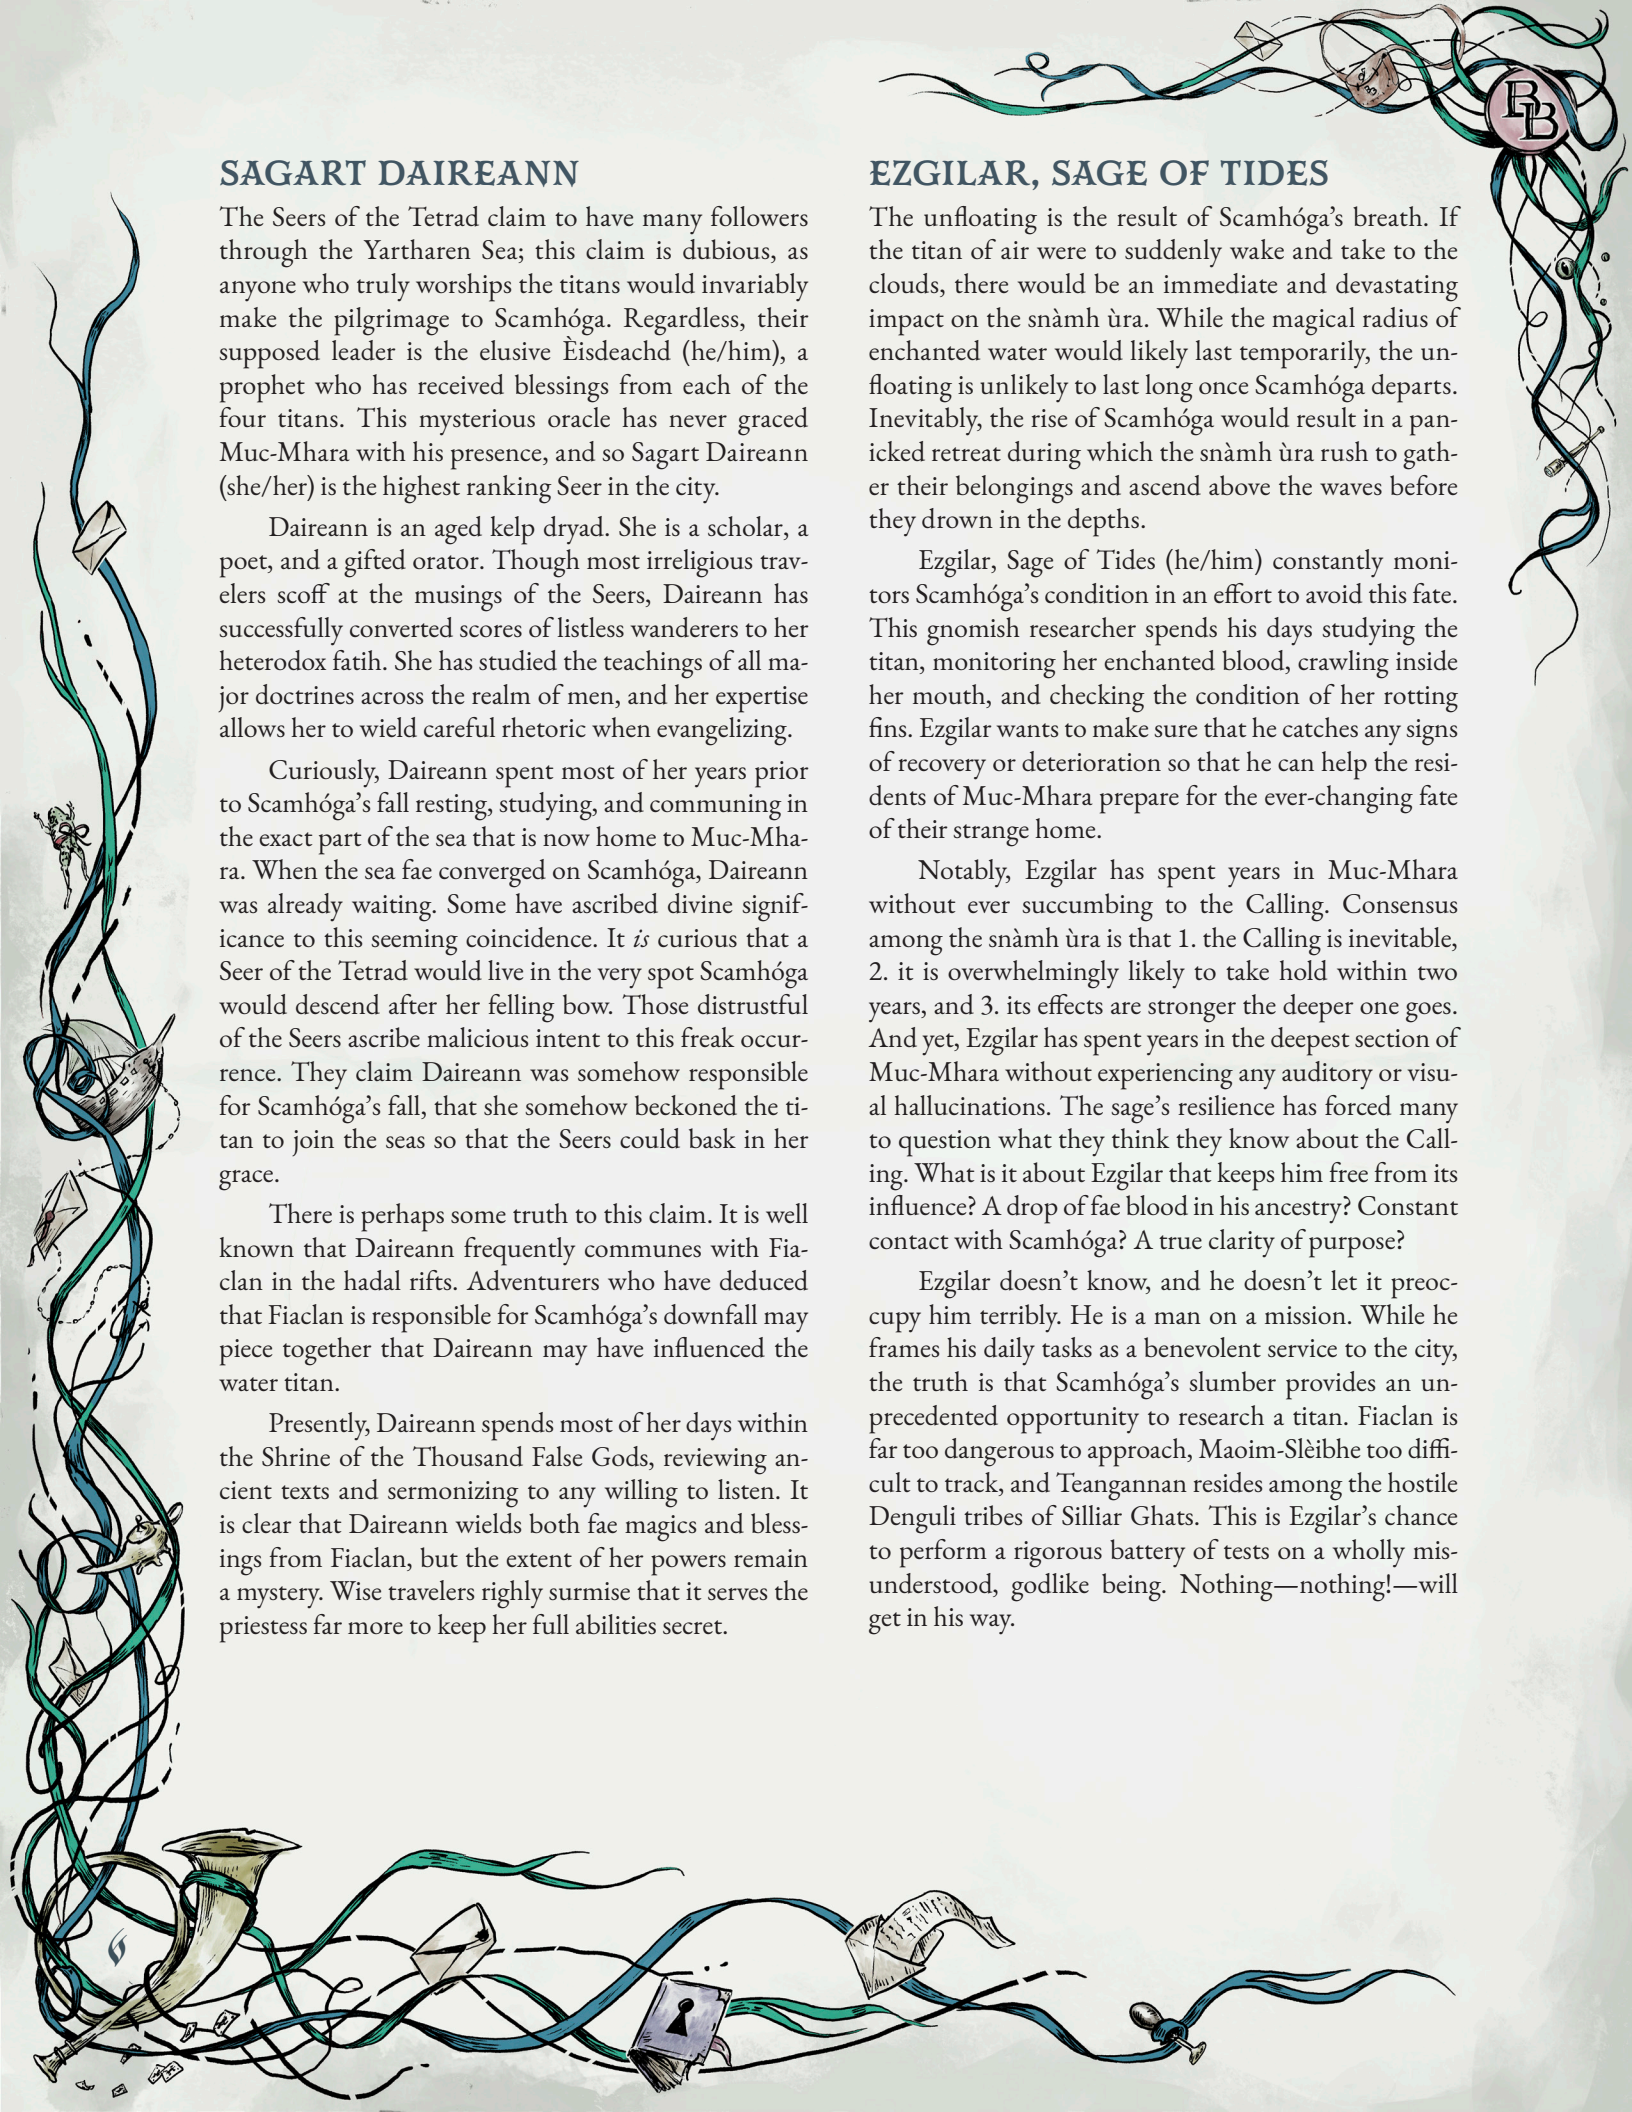 BB
SAGART DAIREANN
The Seers of the Tetrad claim to have many followers
through the Yartharen Sea; this claim is dubious, as
anyone who truly worships the titans would invariably
make the pilgrimage to Scamhóga. Regardless, their
supposed leader is the elusive Èisdeachd (he/him), a
prophet who has received blessings from each of the
four titans. This mysterious oracle has never graced
Muc-Mhara with his presence, and so Sagart Daireann
(she/her) is the highest ranking Seer in the city.
Daireann is an aged kelp dryad. She is a scholar, a
poet, and a gifted orator. Though most irreligious trav-
elers scoff at the musings of the Seers, Daireann has
successfully converted scores of listless wanderers to her
heterodox fatih. She has studied the teachings of all ma-
jor doctrines across the realm of men, and her expertise
allows her to wield careful rhetoric when evangelizing.
Curiously, Daireann spent most of her years prior
to Scamhóga's fall resting, studying, and communing in
the exact part of the sea that is now home to Muc-Mha-
ra. When the sea fae converged on Scamhóga, Daireann
was already waiting. Some have ascribed divine signif-
icance to this seeming coincidence. It is curious that a
Seer of the Tetrad would live in the very spot Scamhóga
would descend after her felling bow. Those distrustful
of the Seers ascribe malicious intent to this freak occur-
rence. They claim Daireann was somehow responsible
for Scamhóga's fall, that she somehow beckoned the ti-
tan to join the seas so that the Seers could bask in her
grace.
There is perhaps some truth to this claim. It is well
known that Daireann frequently communes with Fia-
clan in the hadal rifts. Adventurers who have deduced
that Fiaclan is responsible for Scamhóga's downfall may
piece together that Daireann may have influenced the
water titan.
Presently, Daireann spends most of her days within
the Shrine of the Thousand False Gods, reviewing an-
cient texts and sermonizing to any willing to listen. It
is clear that Daireann wields both fae magics and bless-
ings from Fiaclan, but the extent of her powers remain
a mystery. Wise travelers righly surmise that it serves the
priestess far more to keep her full abilities secret.
EZGILAR, SAGE OF TIDES
The unfloating is the result of Scamhóga's breath. If
the titan of air were to suddenly wake and take to the
clouds, there would be an immediate and devastating
impact on the snàmh ùra. While the magical radius of
enchanted water would likely last temporarily, the un-
floating is unlikely to last long once Scamhóga departs.
Inevitably, the rise of Scamhóga would result in a pan-
icked retreat during which the snàmh ùra rush to gath-
er their belongings and ascend above the waves before
they drown in the depths.
Ezgilar, Sage of Tides (he/him) constantly moni-
tors Scamhóga's condition in an effort to avoid this fate.
This gnomish researcher spends his days studying the
titan, monitoring her enchanted blood, crawling inside
her mouth, and checking the condition of her rotting
fins. Ezgilar wants to make sure that he catches any signs
of recovery or deterioration so that he can help the resi-
dents of Muc-Mhara prepare for the ever-changing fate
of their strange home.
Notably, Ezgilar has spent years in Muc-Mhara
without ever succumbing to the Calling. Consensus
among the snàmh ùra is that 1. the Calling is inevitable,
2. it is overwhelmingly likely to take hold within two
years, and 3. its effects are stronger the deeper one goes.
And yet, Ezgilar has spent years in the deepest section of
Muc-Mhara without experiencing any auditory or visu-
al hallucinations. The sage's resilience has forced many
to question what they think they know about the Call-
ing. What is it about Ezgilar that keeps him free from its
influence? A drop of fae blood in his ancestry? Constant
contact with Scamhóga? A true clarity of purpose?
Ezgilar doesn't know, and he doesn't let it preoc-
cupy him terribly. He is a man on a mission. While he
frames his daily tasks as a benevolent service to the city,
the truth is that Scamhóga's slumber provides an un-
precedented opportunity to research a titan. Fiaclan is
far too dangerous to approach, Maoim-Slèibhe too diffi-
cult to track, and Teangannan resides among the hostile
Denguli tribes of Silliar Ghats. This is Ezgilar's chance
to perform a rigorous battery of tests on a wholly mis-
understood, godlike being. Nothing—nothing!—will
get in his way.
6